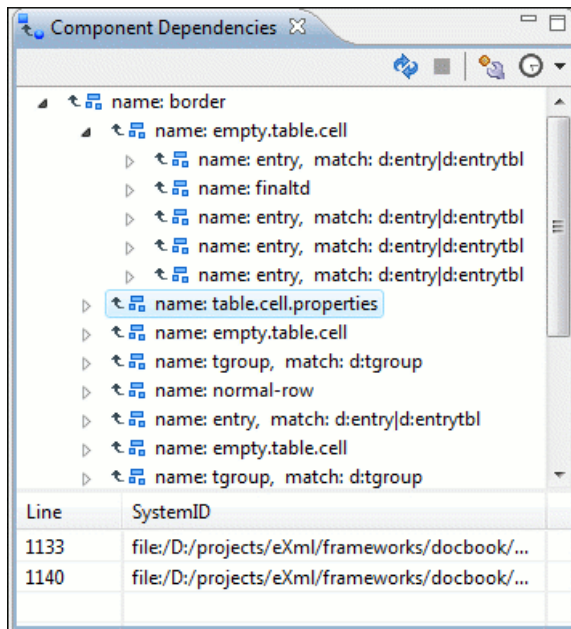 Component Dependencies
name: border
name: empty.table.cell
name: entry, match: d:entry|d:entrytbl
name: finaltd
name: entry, match: d:entry|d:entrytbl
name: entry, match: d:entry|d:entrytbl
name: entry, match: d:entry|d:entrytbl
name: table.cell.properties
name: empty.table.cell
name: tgroup, match: d:tgroup
name: normal-row
name: entry, match: d:entry|d:entrytbl
name: empty.table.cell
name: tgroup, match: d:tgroup
Line SystemID
1133 file:/D:/projects/eXml/frameworks/docbook/...
1140 file:/D:/projects/eXml/frameworks/docbook/...